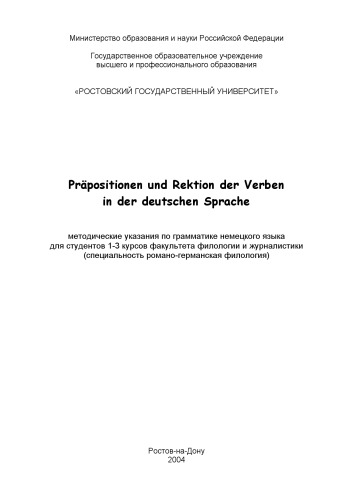 Министерство образования и науки Российской Федерации
Государственное образовательное учреждение
высшего и профессионального образования
«РОСТОВСКИЙ ГОСУДАРСТВЕННЫЙ УНИВЕРСИТЕТ»
Präpositionen und Rektion der Verben
in der deutschen Sprache
методические указания по грамматике немецкого языка
для студентов 1-3 курсов факультета филологии и журналистики
(специальность романо-германская филология)
Ростов-на-Дону
2004